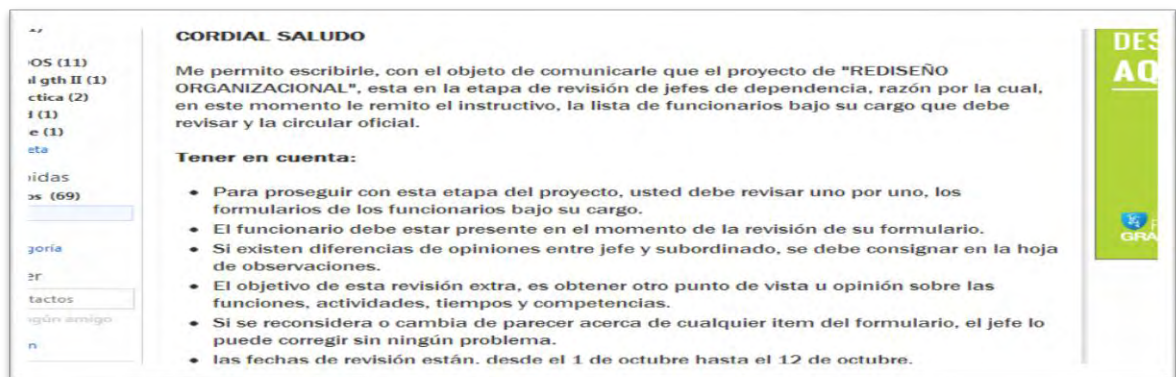 CORDIAL SALUDO
Me permito escribirle, con el objeto de comunicarle que el proyecto de "REDISEÑO
ORGANIZACIONAL", esta en la etapa de revisión de jefes de dependencia, razón por la cual,
en este momento le remito el instructivo, la lista de funcionarios bajo su cargo que debe
revisar y la circular oficial.
Tener en cuenta:
• Para proseguir con esta etapa del proyecto, usted debe revisar uno por uno, los
formularios de los funcionarios bajo su cargo.
• El funcionario debe estar presente en el momento de la revisión de su formulario.
• Si existen diferencias de opiniones entre jefe y subordinado, se debe consignar en la hoja
de observaciones.
• El objetivo de esta revisión extra, es obtener otro punto de vista u opinión sobre las
funciones, actividades, tiempos y competencias.
• Si se reconsidera o cambia de parecer acerca de cualquier item del formulario, el jefe lo
puede corregir sin ningún problema.
• las fechas de revisión están. desde el 1 de octubre hasta el 12 de octubre.
OS (11)
al gth II (1)
ctica (2)
(1)
e (1)
eta
idas
os (69)
goría
er
tactos
ngún amigo
n
DES
AQ
GRA